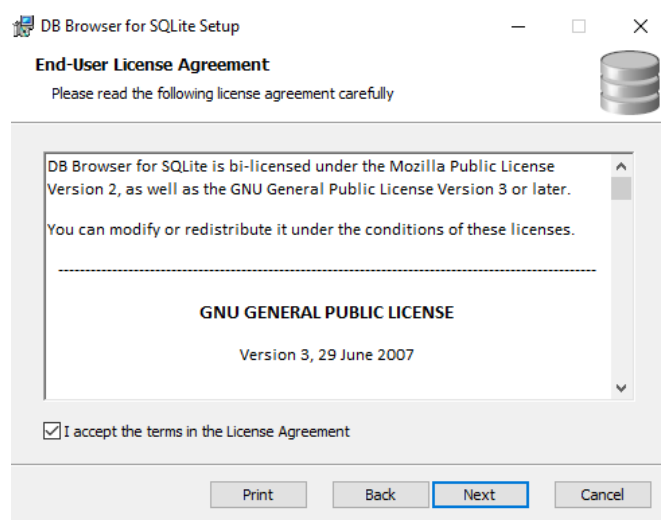 DB Browser for SQLite Setup
End-User License Agreement
Please read the following license agreement carefully
DB Browser for SQLite is bi-licensed under the Mozilla Public License
Version 2, as well as the GNU General Public License Version 3 or later.
You can modify or redistribute it under the conditions of these licenses.
--------------------------------------------------------------------------------------------------
GNU GENERAL PUBLIC LICENSE
Version 3, 29 June 2007
I accept the terms in the License Agreement
Print Back Next Cancel